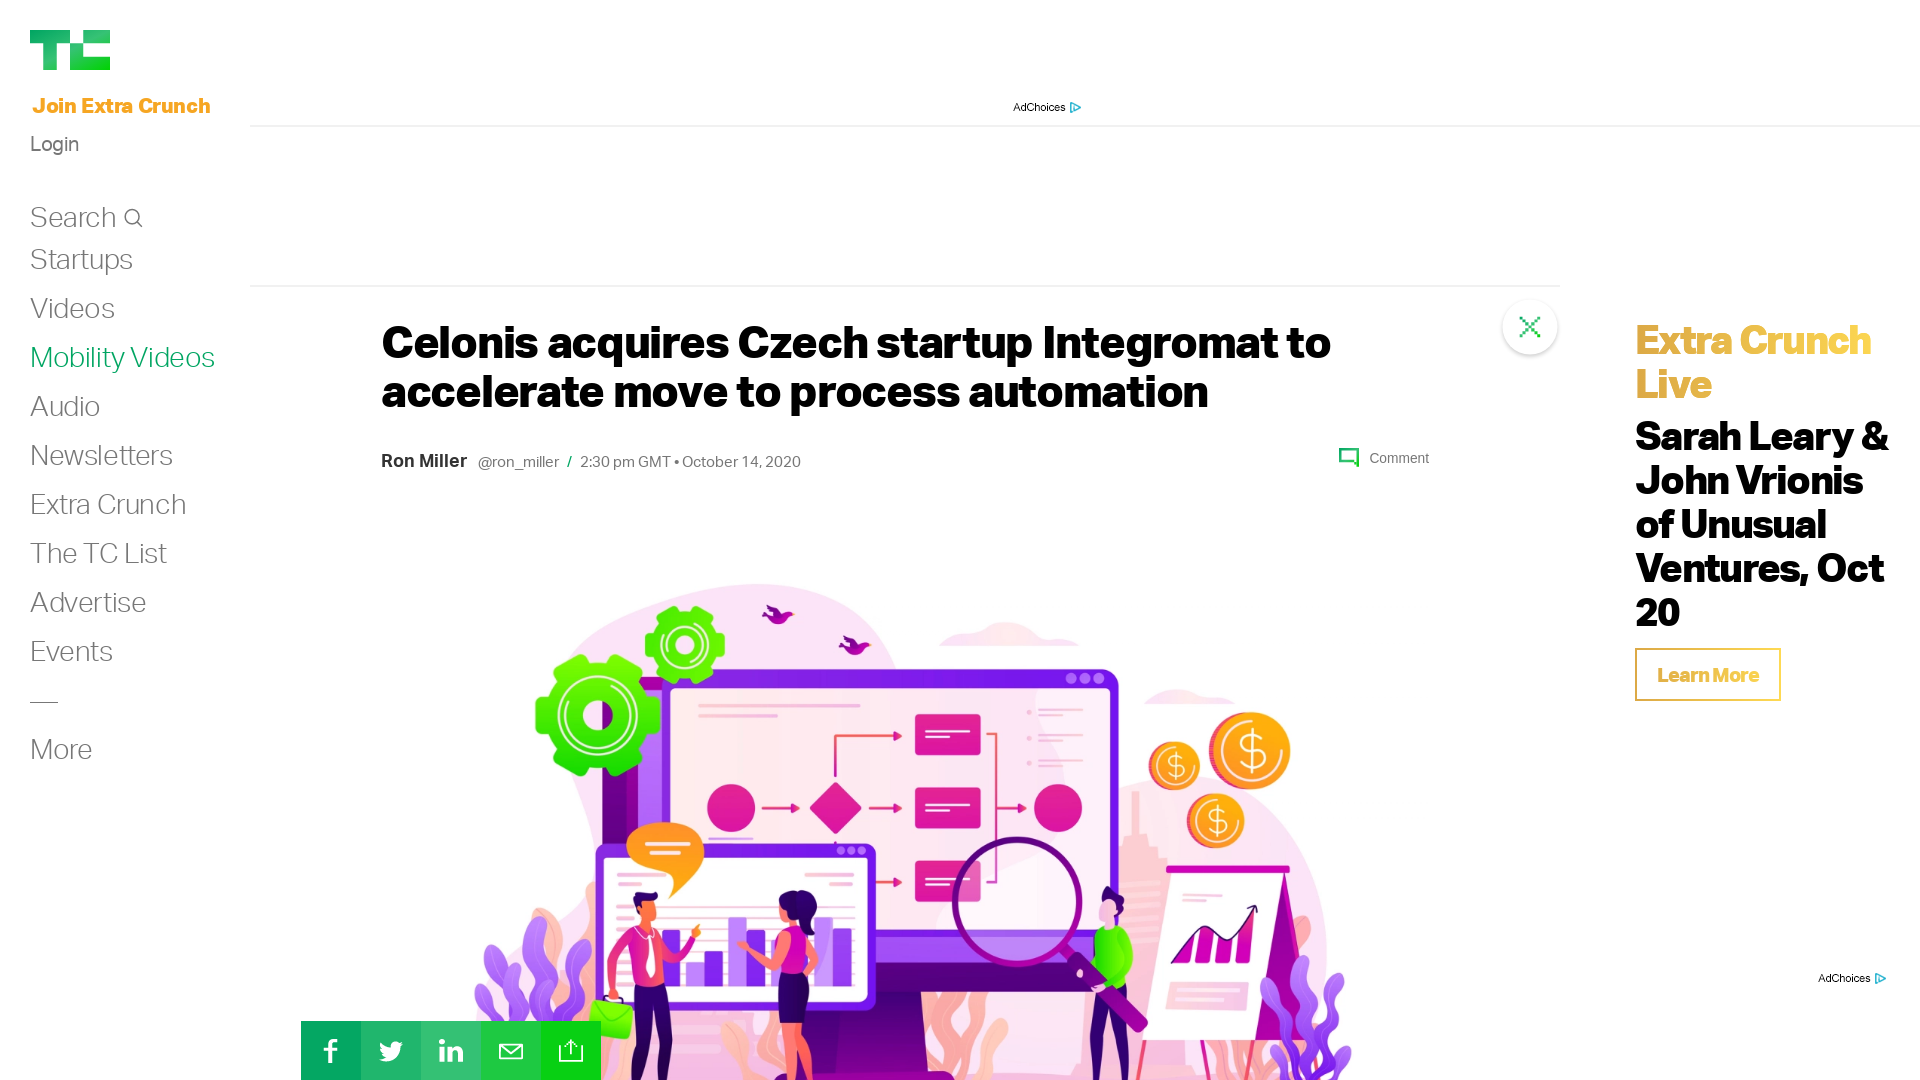 TC
Join Extra Crunch
Login
Search
Startups
Videos
Mobility Videos
Audio
Newsletters
Extra Crunch
The TC List
Advertise
Events
More
AdChoices
Celonis acquires Czech startup Integromat to
accelerate move to process automation
Ron Miller @ron_miller / 2:30 pm GMT • October 14, 2020
Comment
Extra Crunch
Live
Sarah Leary &
John Vrionis
of Unusual
Ventures, Oct
20
Learn More
AdChoices